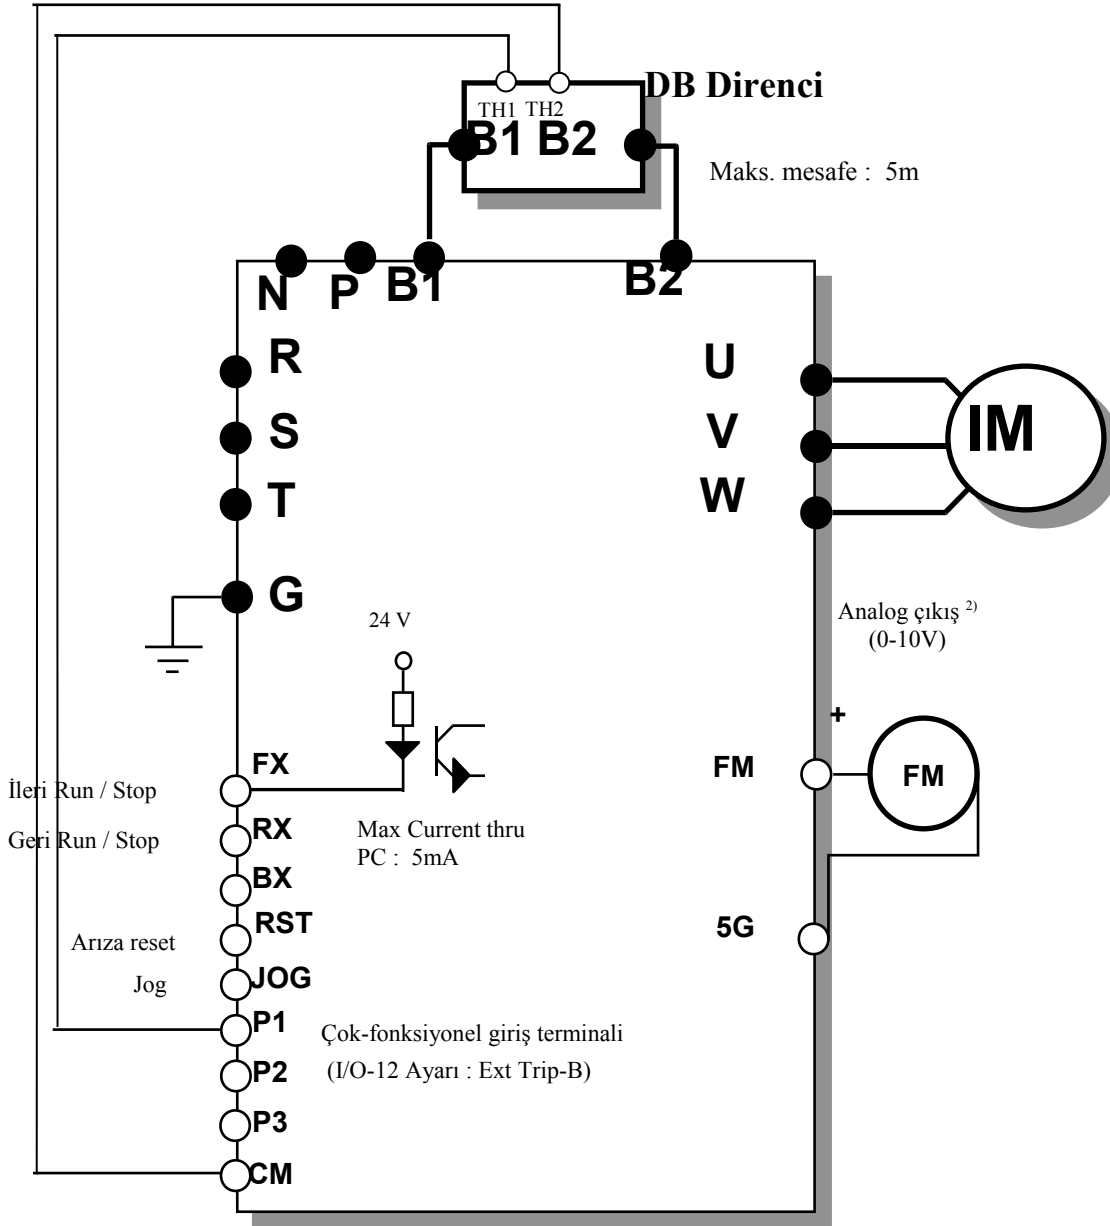 DB Direnci
TH1 TH2
B1 B2
Maks. mesafe : 5m
N P B1 B2
R
S
T
G
U
V
W
IM
24 V
Analog çıkış 2)
(0-10V)
+
FM
FM
5G
FX
İleri Run / Stop
RX
Geri Run / Stop
Max Current thru
PC : 5mA
BX
RST
Arıza reset
JOG
Jog
P1
Çok-fonksiyonel giriş terminali
P2
(I/O-12 Ayarı : Ext Trip-B)
P3
CM